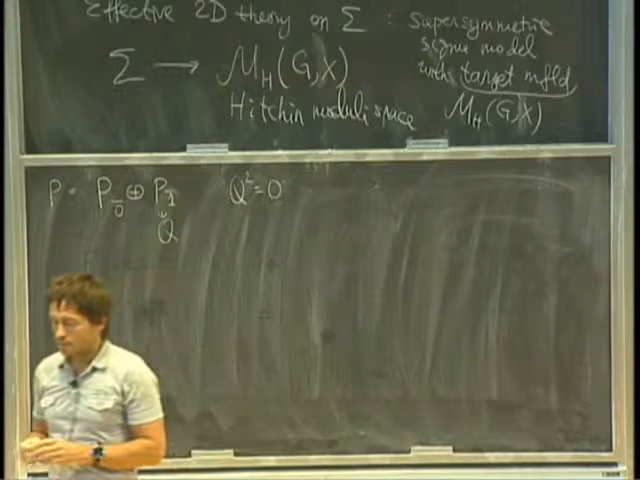 Effective 2D theory on Σ : supersymmetric
sigma model
with target mfld
Σ → M_H(G,X)
M_H(G,X)
Hitchin moduli space
P = P_0̄ ⊕ P_1̄ Q² = 0
Q